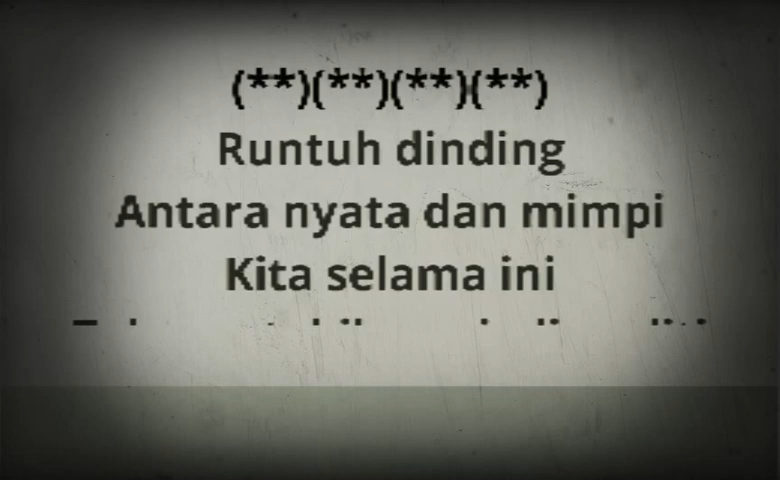 (**)(**)(**)(**)
Runtuh dinding
Antara nyata dan mimpi
Kita selama ini